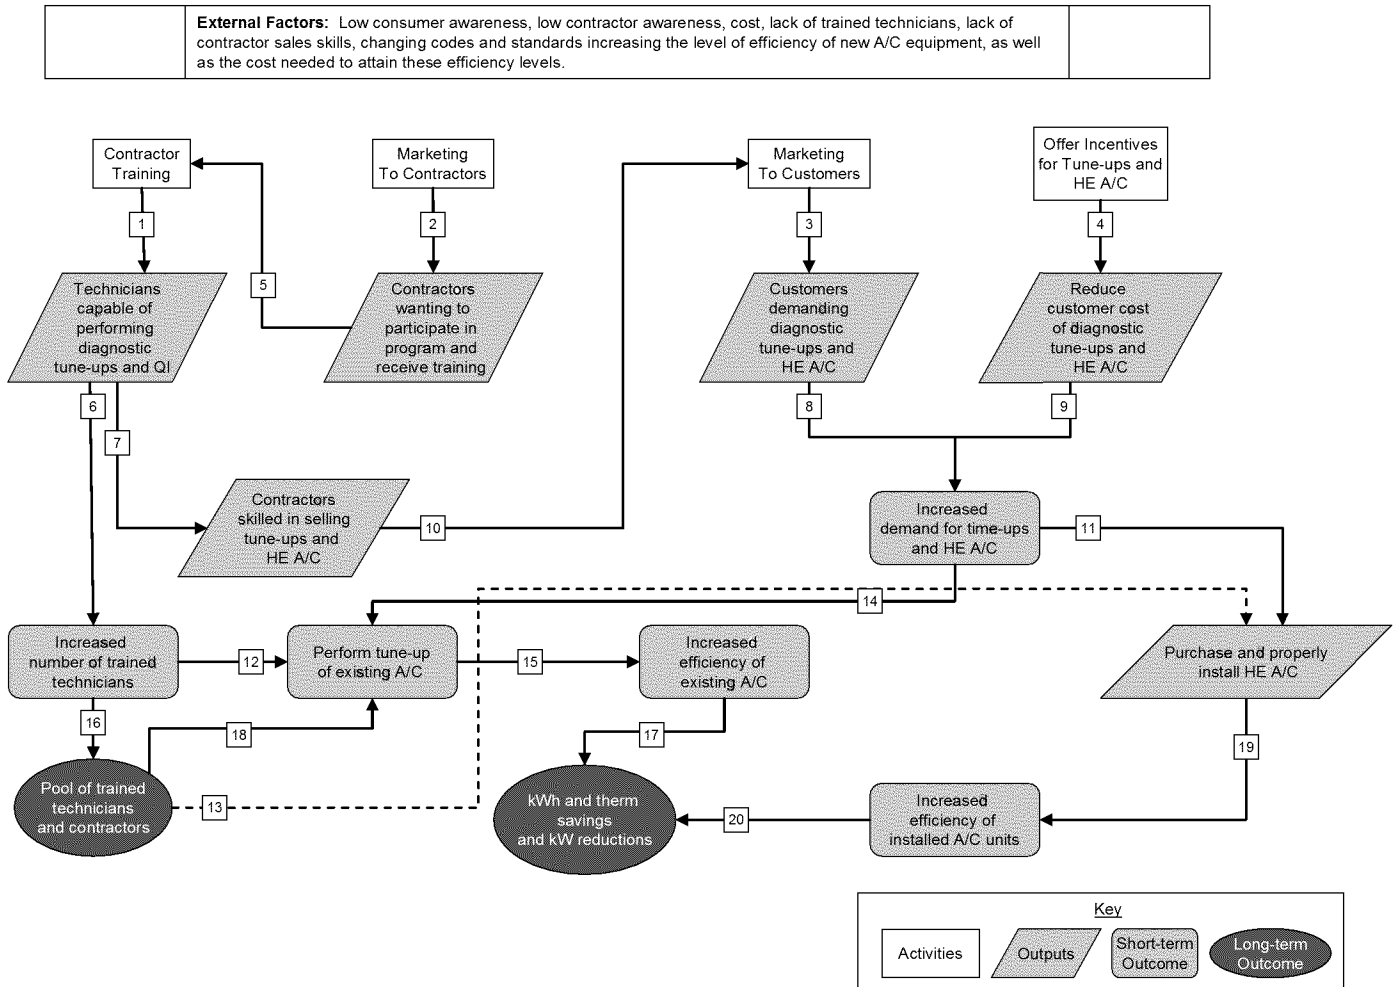 External Factors: Low consumer awareness, low contractor awareness, cost, lack of trained technicians, lack of
contractor sales skills, changing codes and standards increasing the level of efficiency of new A/C equipment, as well
as the cost needed to attain these efficiency levels.
Contractor
Training
Marketing
To Contractors
Marketing
To Customers
Offer Incentives
for Tune-ups and
HE A/C
1
2
3
4
5
Technicians
capable of
performing
diagnostic
tune-ups and QI
Contractors
wanting to
participate in
program and
receive training
Customers
demanding
diagnostic
tune-ups and
HE A/C
Reduce
customer cost
of diagnostic
tune-ups and
HE A/C
6
7
8
9
Contractors
skilled in selling
tune-ups and
HE A/C
10
Increased
demand for time-ups
and HE A/C
11
14
Increased
number of trained
technicians
12
Perform tune-up
of existing A/C
15
Increased
efficiency of
existing A/C
Purchase and properly
install HE A/C
16
18
17
19
Pool of trained
technicians
and contractors
13
kWh and therm
savings
and kW reductions
20
Increased
efficiency of
installed A/C units
Key
Activities
Outputs
Short-term
Outcome
Long-term
Outcome